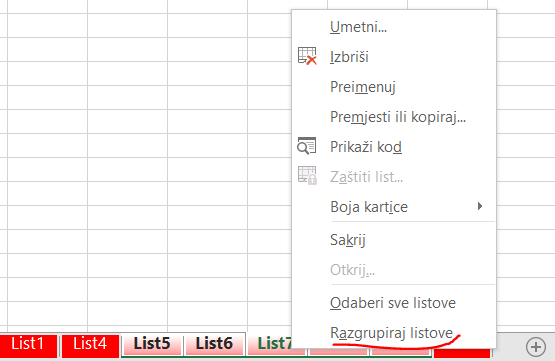 Umetni...
Izbriši
Preimenuj
Premjesti ili kopiraj...
Prikaži kod
Zaštiti list...
Boja kartice
Sakrij
Otkrij...
Odaberi sve listove
Razgrupiraj listove
List1 List4 List5 List6 List7